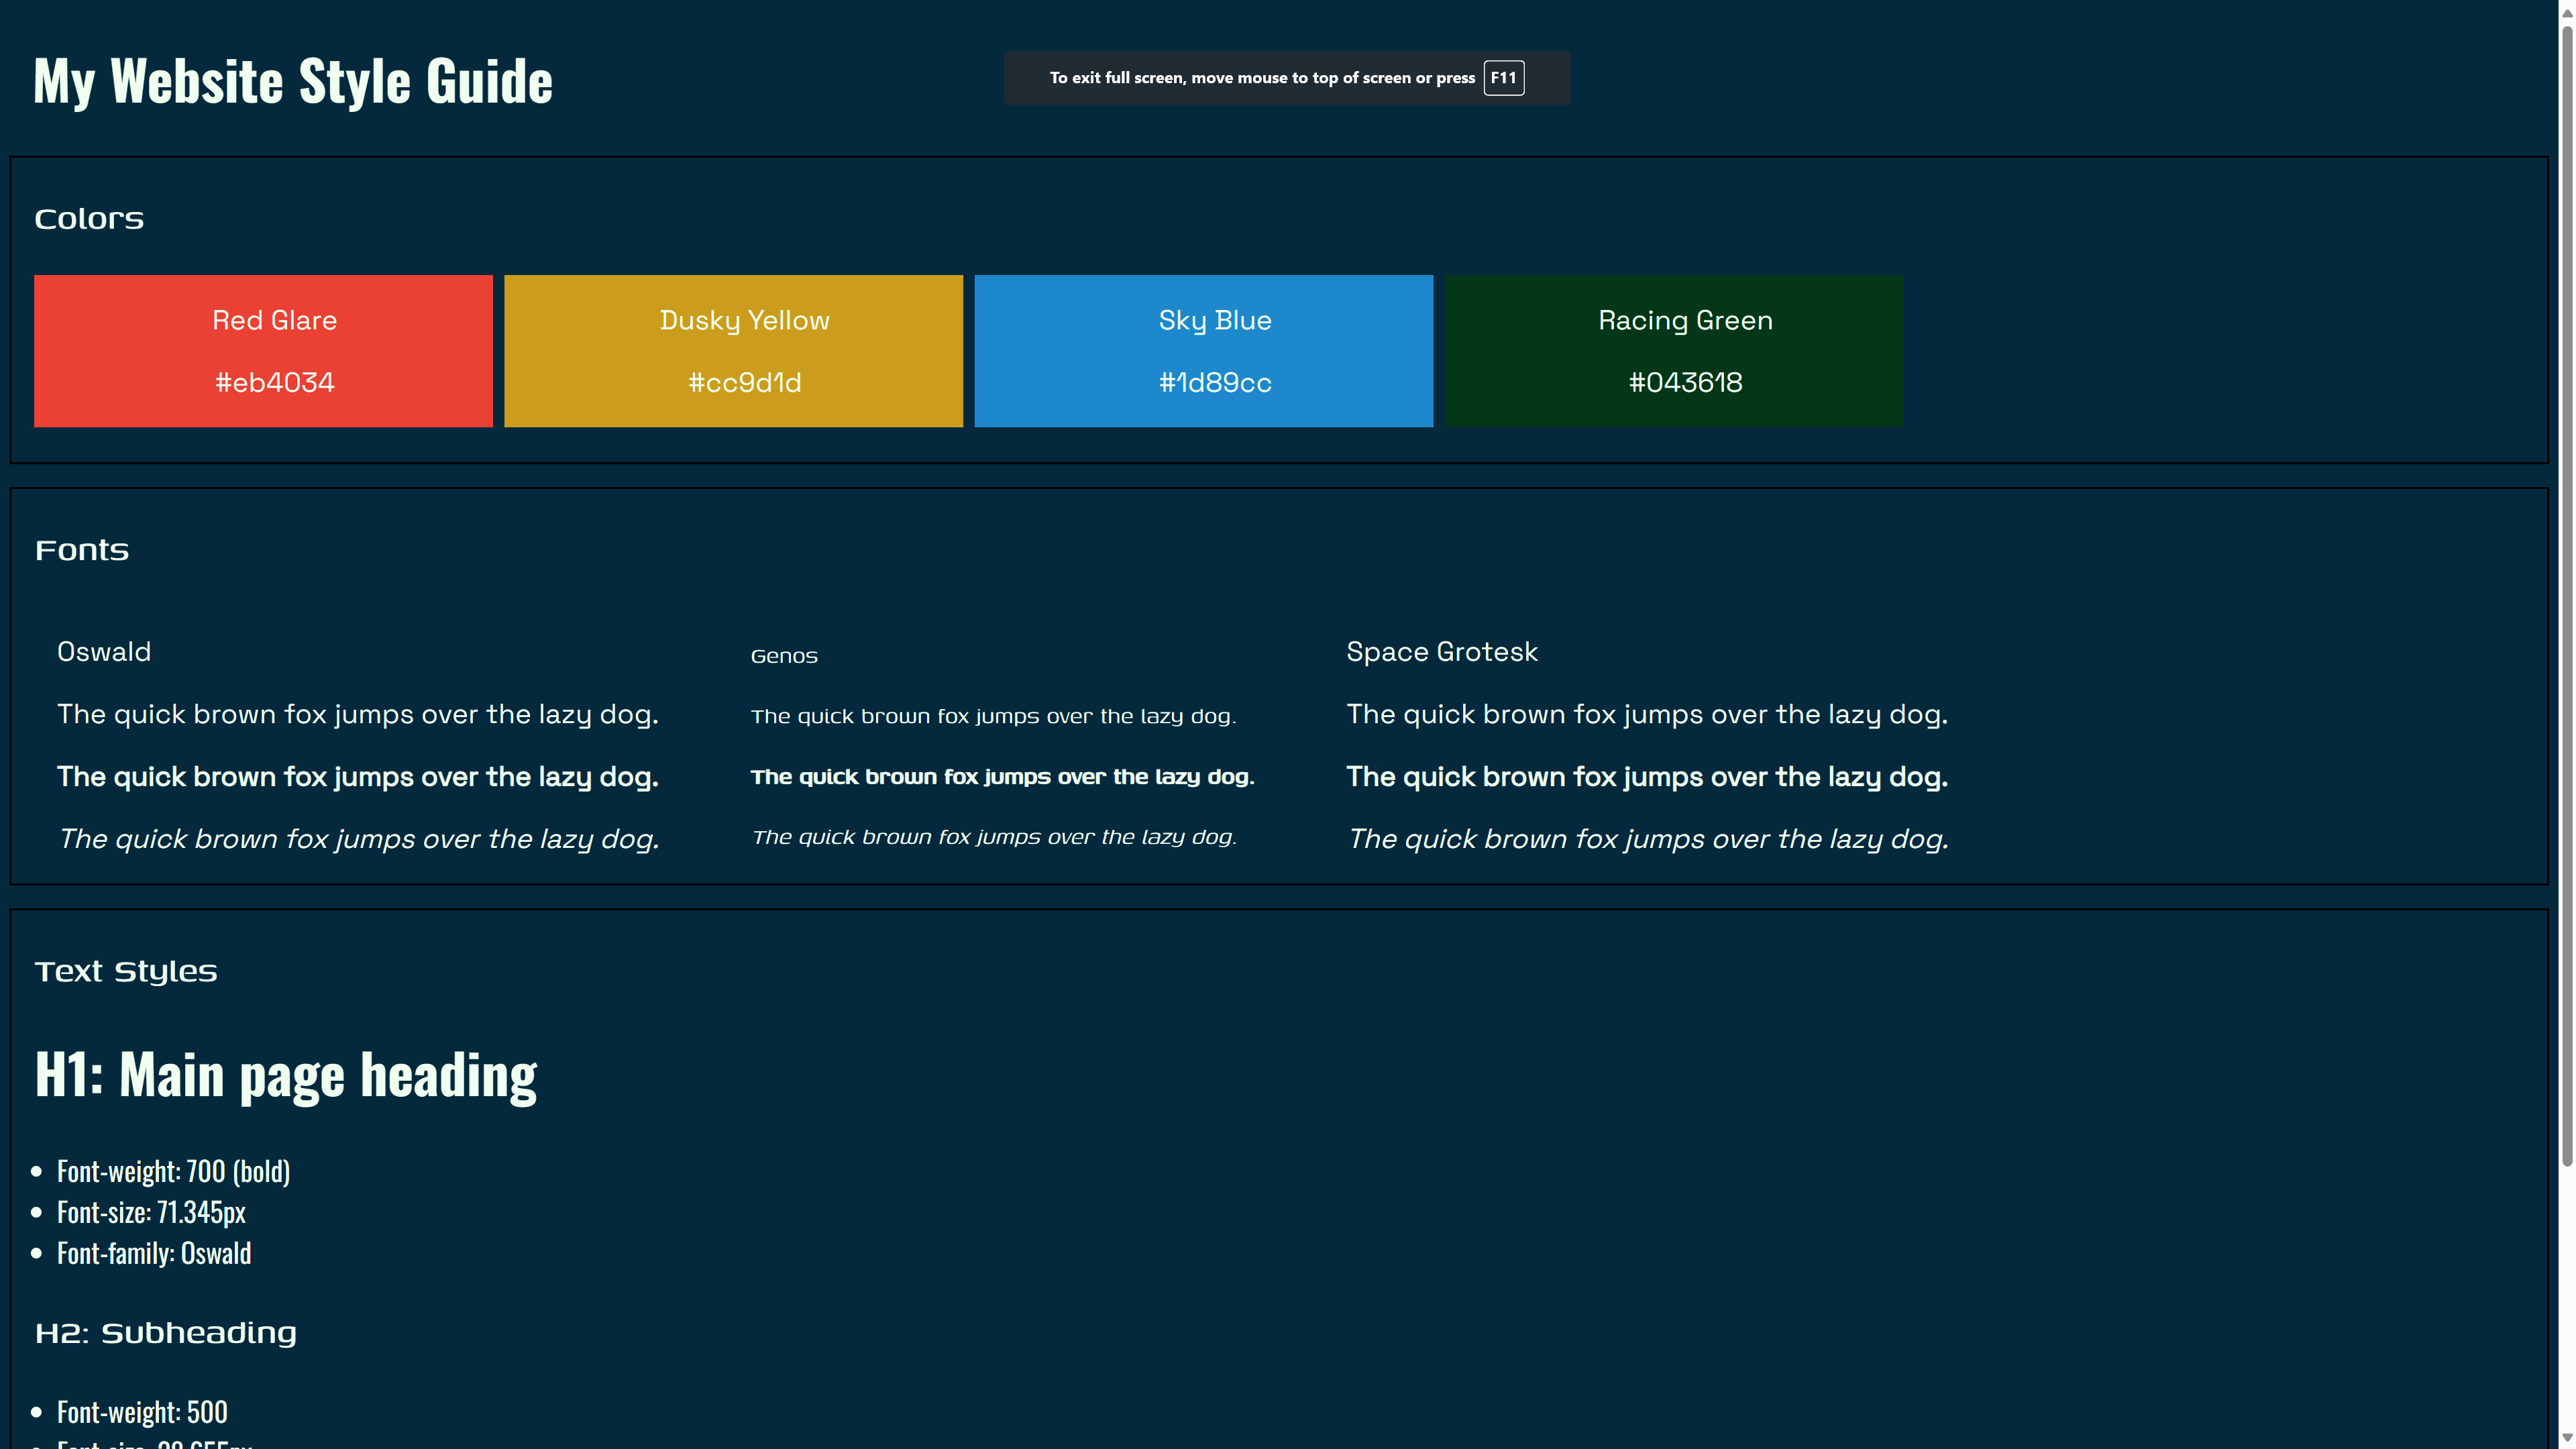 My Website Style Guide
To exit full screen, move mouse to top of screen or press F11
Colors
Red Glare
#eb4034
Dusky Yellow
#cc9d1d
Sky Blue
#1d89cc
Racing Green
#043618
Fonts
Oswald
The quick brown fox jumps over the lazy dog.
The quick brown fox jumps over the lazy dog.
The quick brown fox jumps over the lazy dog.
Genos
The quick brown fox jumps over the lazy dog.
The quick brown fox jumps over the lazy dog.
The quick brown fox jumps over the lazy dog.
Space Grotesk
The quick brown fox jumps over the lazy dog.
The quick brown fox jumps over the lazy dog.
The quick brown fox jumps over the lazy dog.
Text Styles
H1: Main page heading
Font-weight: 700 (bold)
Font-size: 71.345px
Font-family: Oswald
H2: Subheading
Font-weight: 500